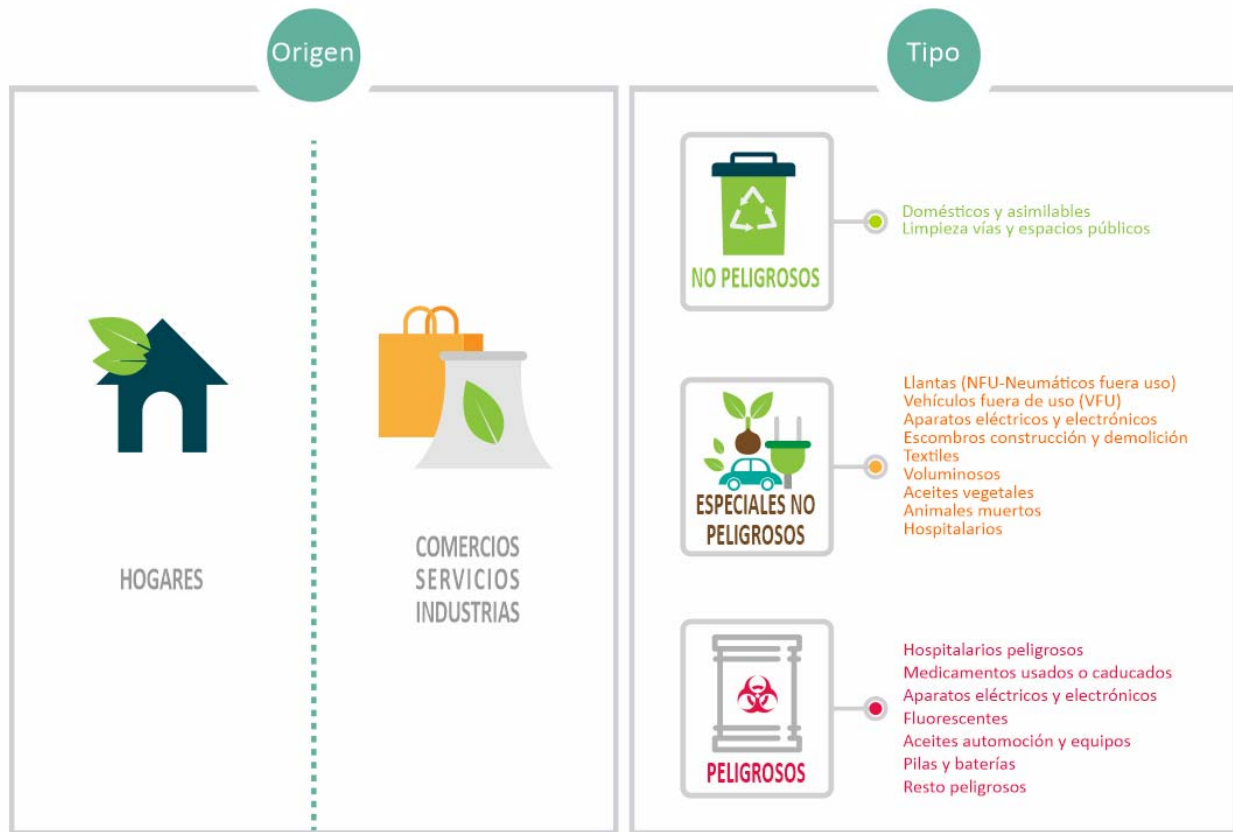 Origen
HOGARES
COMERCIOS
SERVICIOS
INDUSTRIAS
Tipo
NO PELIGROSOS
Domésticos y asimilables
Limpieza vías y espacios públicos
ESPECIALES NO
PELIGROSOS
Llantas (NFU-Neumáticos fuera uso)
Vehículos fuera de uso (VFU)
Aparatos eléctricos y electrónicos
Escombros construcción y demolición
Textiles
Voluminosos
Aceites vegetales
Animales muertos
Hospitalarios
PELIGROSOS
Hospitalarios peligrosos
Medicamentos usados o caducados
Aparatos eléctricos y electrónicos
Fluorescentes
Aceites automoción y equipos
Pilas y baterías
Resto peligrosos